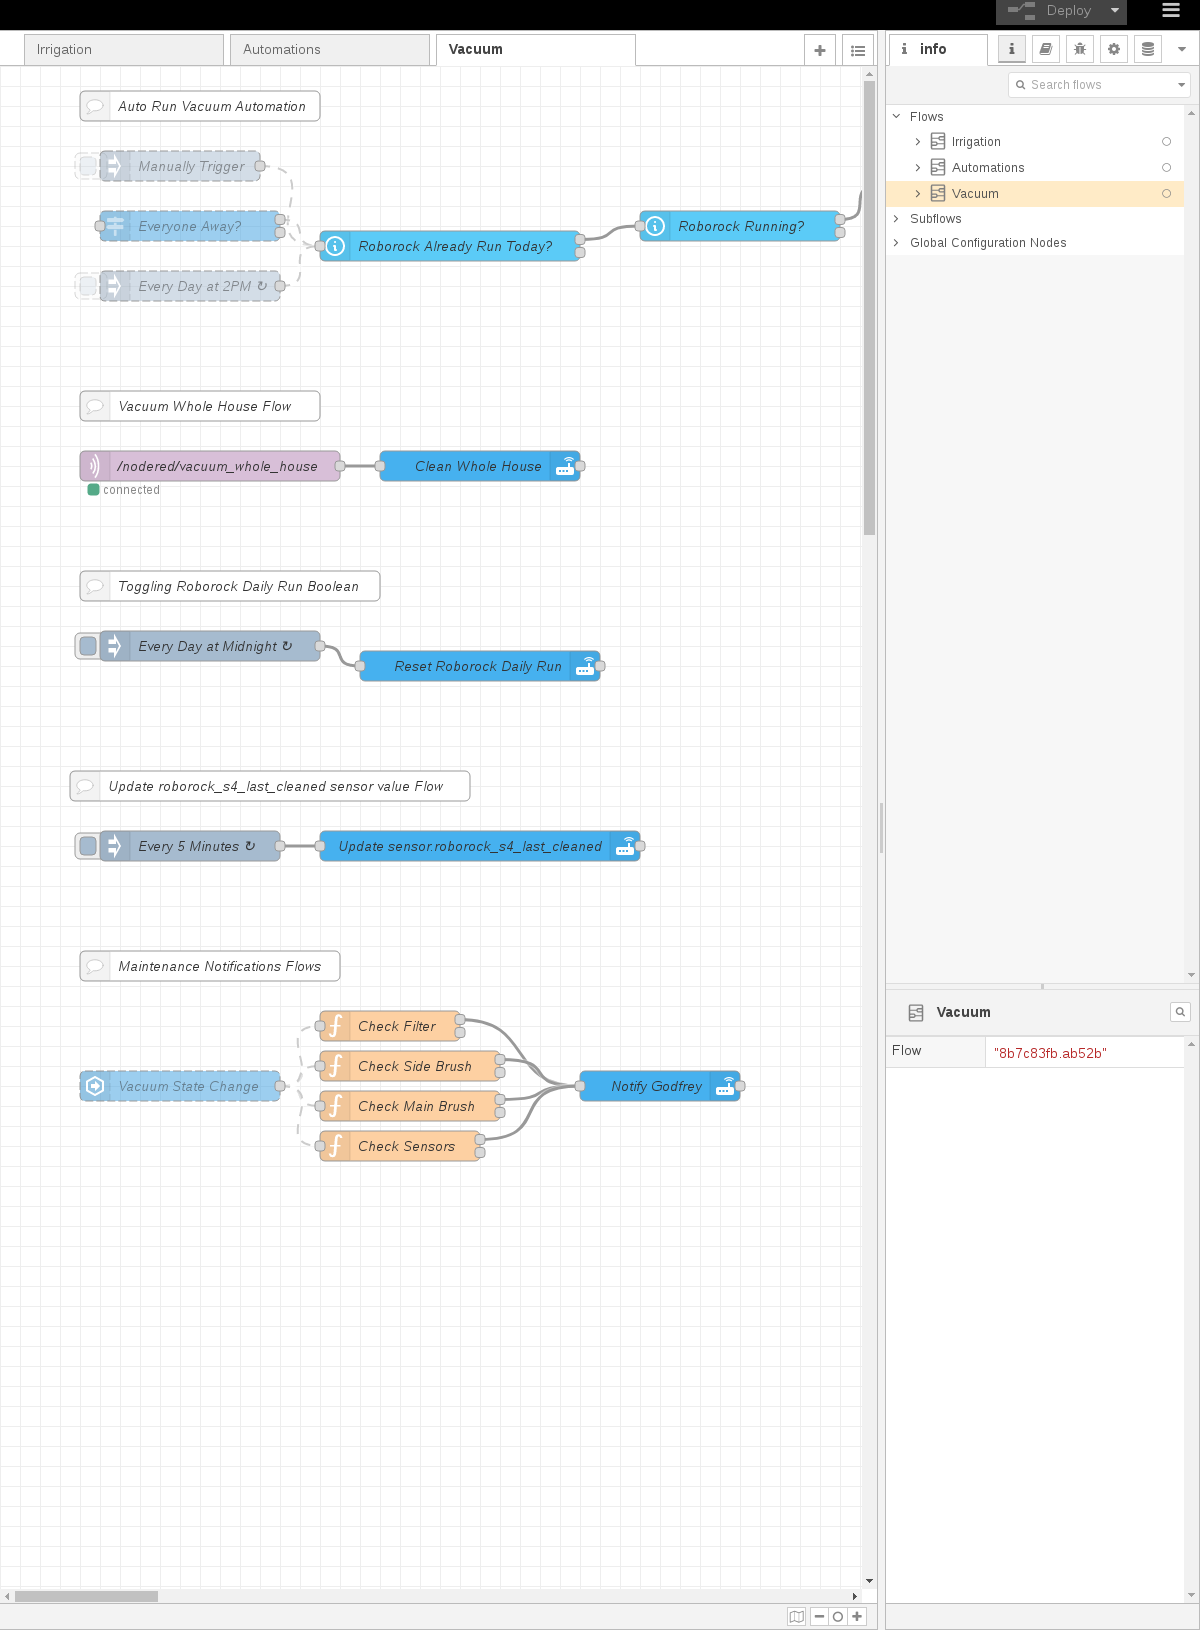 Deploy
Irrigation
Automations
Vacuum
info
Search flows
Flows
Irrigation
Automations
Vacuum
Subflows
Global Configuration Nodes
Auto Run Vacuum Automation
Manually Trigger
Everyone Away?
Roborock Already Run Today?
Roborock Running?
Every Day at 2PM ↻
Vacuum Whole House Flow
/nodered/vacuum_whole_house
Clean Whole House
connected
Toggling Roborock Daily Run Boolean
Every Day at Midnight ↻
Reset Roborock Daily Run
Update roborock_s4_last_cleaned sensor value Flow
Every 5 Minutes ↻
Update sensor.roborock_s4_last_cleaned
Maintenance Notifications Flows
Check Filter
Check Side Brush
Vacuum State Change
Notify Godfrey
Check Main Brush
Check Sensors
Vacuum
Flow
"8b7c83fb.ab52b"